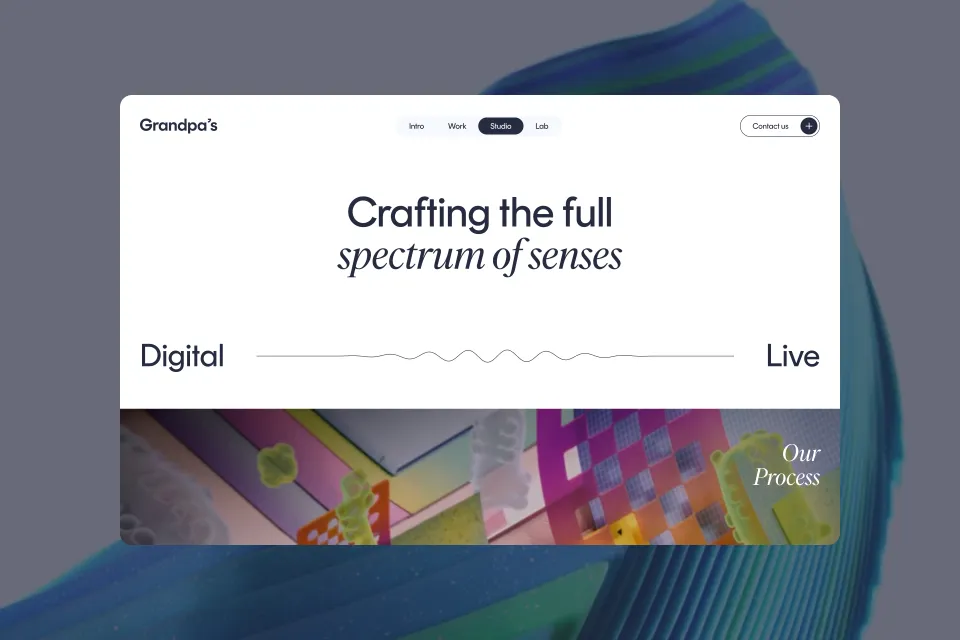 Grandpa’s
Intro
Work
Studio
Lab
Contact us
Crafting the full
spectrum of senses
Digital
Live
Our
Process